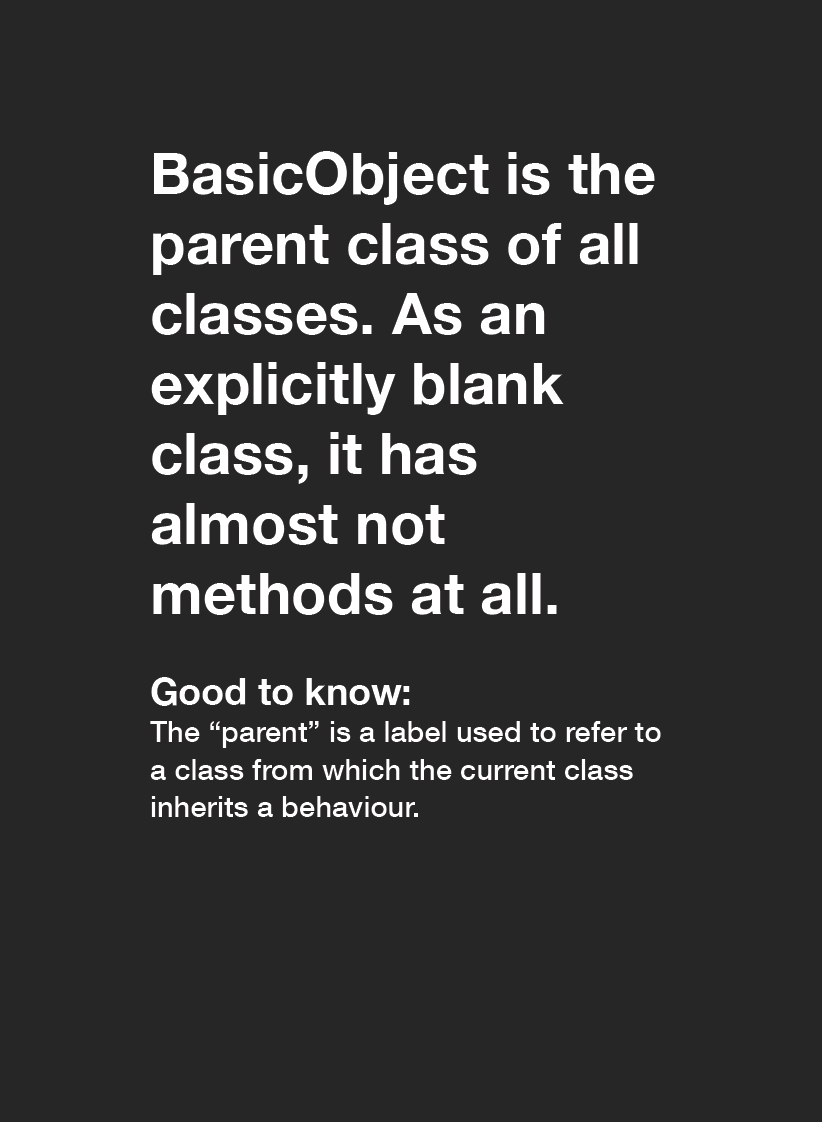 BasicObject is the
parent class of all
classes. As an
explicitly blank
class, it has
almost not
methods at all.
Good to know:
The “parent” is a label used to refer to
a class from which the current class
inherits a behaviour.